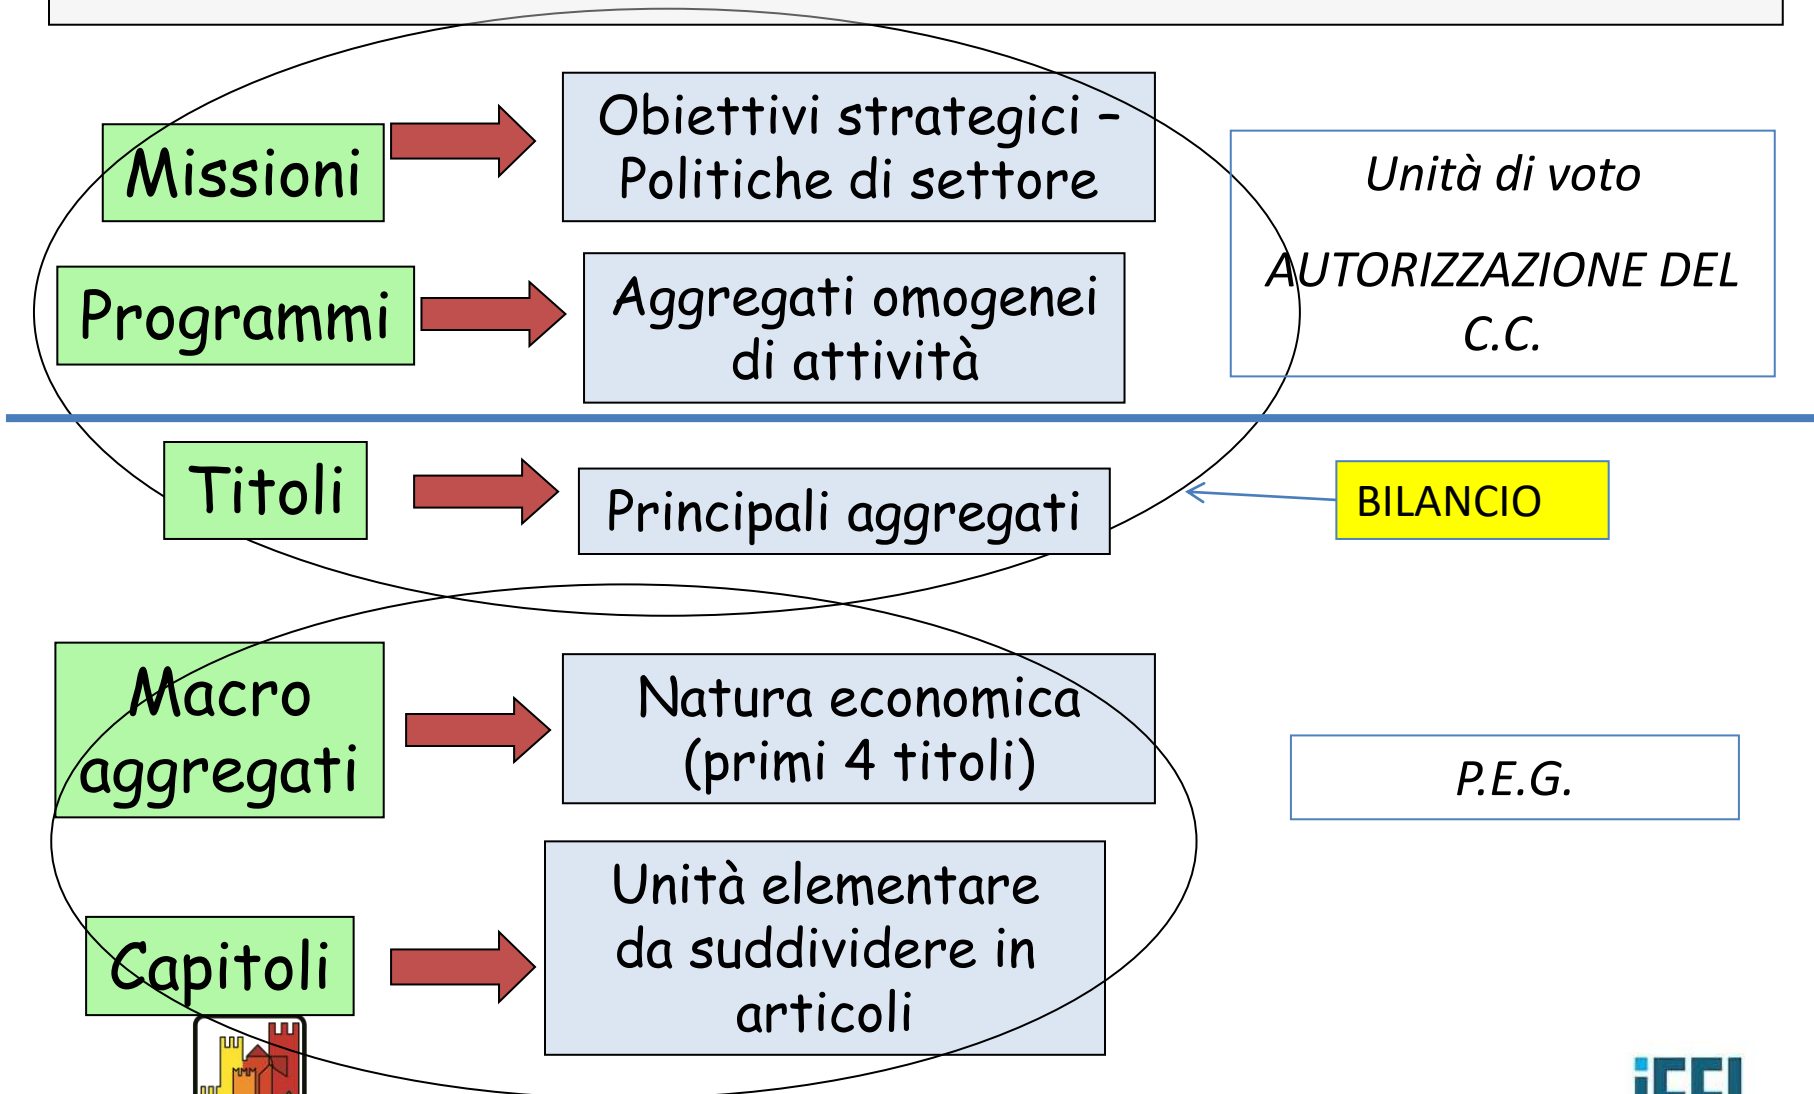 Missioni
Obiettivi strategici –
Politiche di settore
Unità di voto
AUTORIZZAZIONE DEL
C.C.
Programmi
Aggregati omogenei
di attività
Titoli
Principali aggregati
BILANCIO
Macro
aggregati
Natura economica
(primi 4 titoli)
P.E.G.
Capitoli
Unità elementare
da suddividere in
articoli